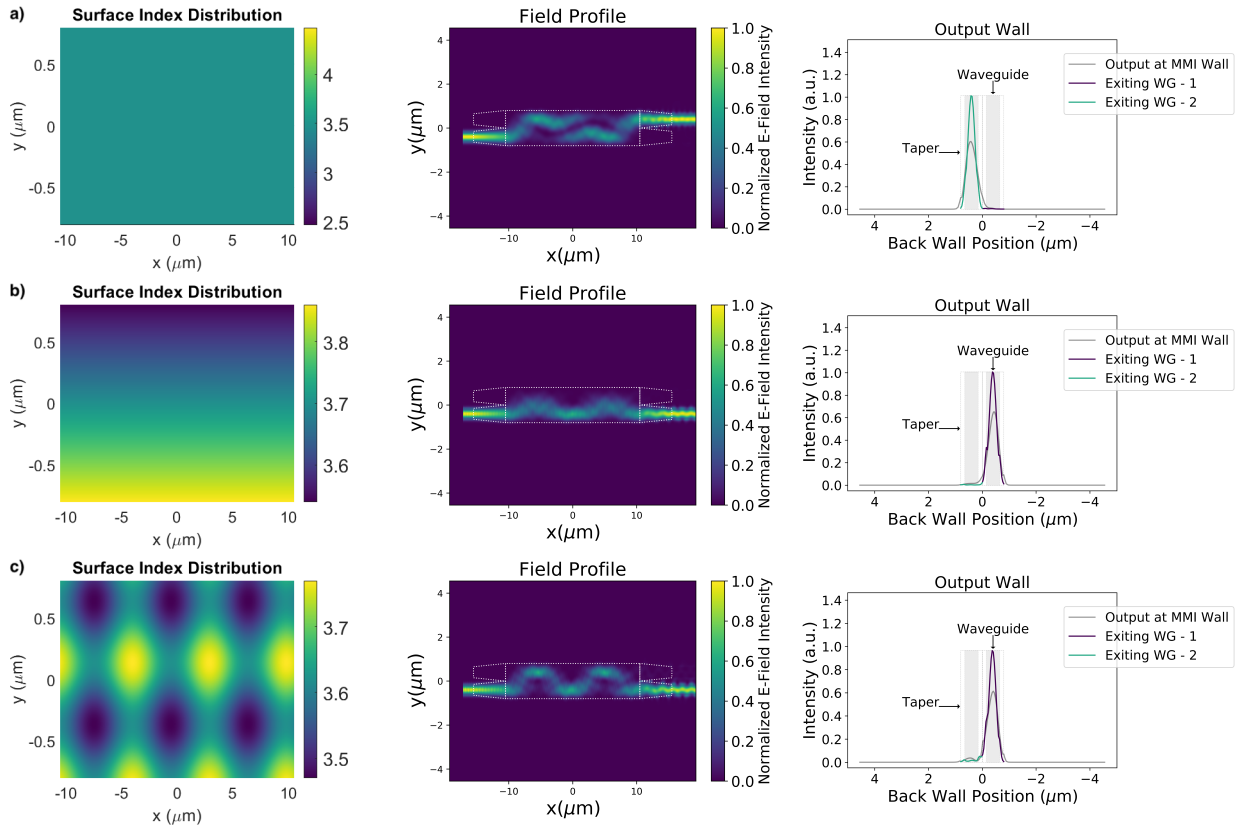 a)
Surface Index Distribution
0.5
0
-0.5
y (μm)
-10 -5 0 5 10
x (μm)
4
3.5
3
2.5
Field Profile
4
2
0
−2
−4
y(μm)
−10 0 10
x(μm)
1.0
0.8
0.6
0.4
0.2
0.0
Normalized E-Field Intensity
Output Wall
1.4
1.2
1.0
0.8
0.6
0.4
0.2
0.0
Intensity (a.u.)
Waveguide
Taper
Output at MMI Wall
Exiting WG - 1
Exiting WG - 2
4 2 0 −2 −4
Back Wall Position (μm)
b)
Surface Index Distribution
0.5
0
-0.5
y (μm)
-10 -5 0 5 10
x (μm)
3.8
3.7
3.6
Field Profile
4
2
0
−2
−4
y(μm)
−10 0 10
x(μm)
1.0
0.8
0.6
0.4
0.2
0.0
Normalized E-Field Intensity
Output Wall
1.4
1.2
1.0
0.8
0.6
0.4
0.2
0.0
Intensity (a.u.)
Waveguide
Taper
Output at MMI Wall
Exiting WG - 1
Exiting WG - 2
4 2 0 −2 −4
Back Wall Position (μm)
c)
Surface Index Distribution
0.5
0
-0.5
y (μm)
-10 -5 0 5 10
x (μm)
3.7
3.6
3.5
Field Profile
4
2
0
−2
−4
y(μm)
−10 0 10
x(μm)
1.0
0.8
0.6
0.4
0.2
0.0
Normalized E-Field Intensity
Output Wall
1.4
1.2
1.0
0.8
0.6
0.4
0.2
0.0
Intensity (a.u.)
Waveguide
Taper
Output at MMI Wall
Exiting WG - 1
Exiting WG - 2
4 2 0 −2 −4
Back Wall Position (μm)